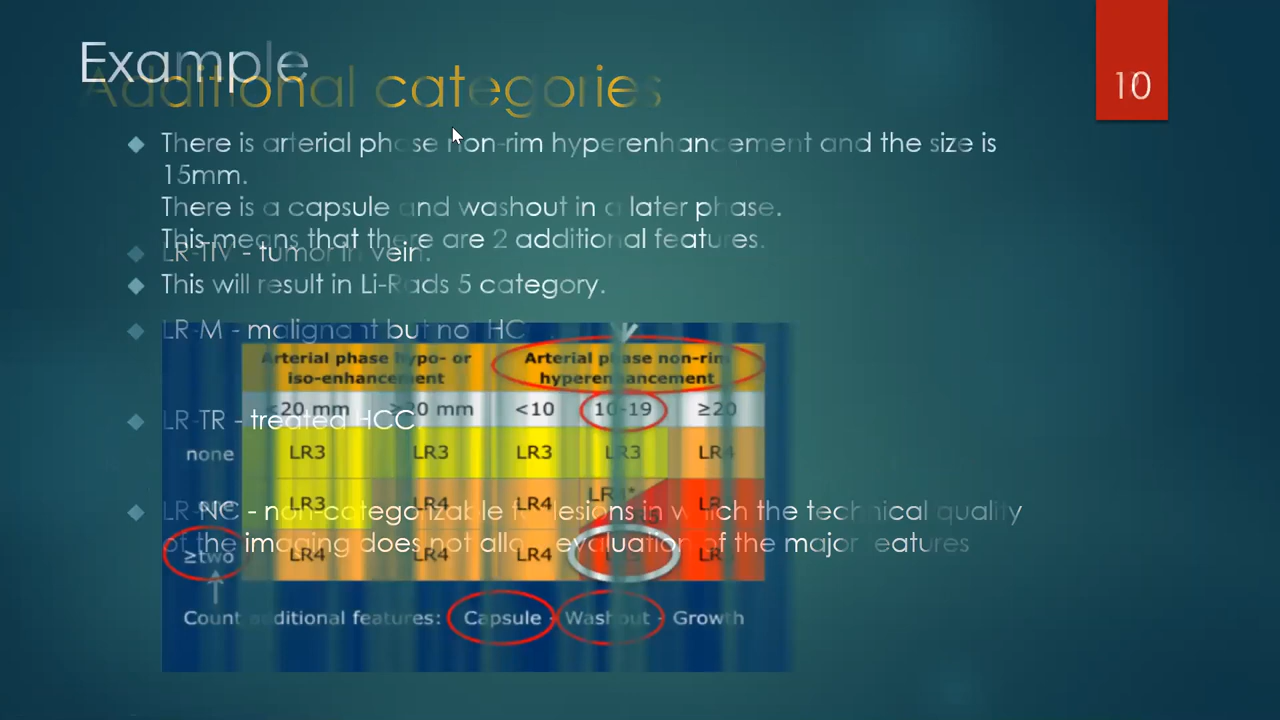 Example
Additional categories
10
There is arterial phase non-rim hyperenhancement and the size is
15mm.
There is a capsule and washout in a later phase.
This means that there are 2 additional features.
LR-TIV - tumor in vein.
This will result in Li-Rads 5 category.
LR-M - malignant but not HC
Arterial phase hypo- or iso-enhancement
Arterial phase non-rim hyperenhancement
<20 mm ≥20 mm <10 10-19 ≥20
LR-TR - treated HCC
none LR3 LR3 LR3 LR3 LR4
one LR3 LR4 LR4
LR-NC - non-categorizable for lesions in which the technical quality
of the imaging does not allow evaluation of the major features
≥two LR4 LR4 LR4
Count additional features: Capsule - Washout - Growth